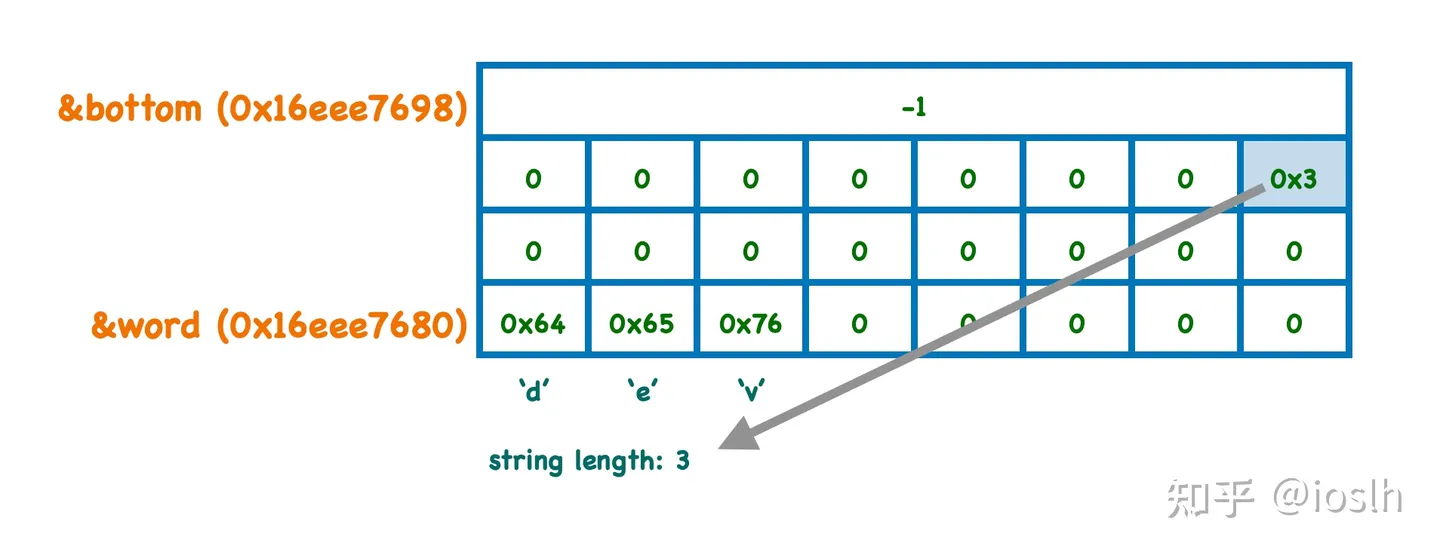 &bottom (0x16eee7698) -1
0 0 0 0 0 0 0 0x3
0 0 0 0 0 0 0 0
&word (0x16eee7680) 0x64 0x65 0x76 0 0 0 0 0
'd' 'e' 'v'
string length: 3
知乎 @ioslh